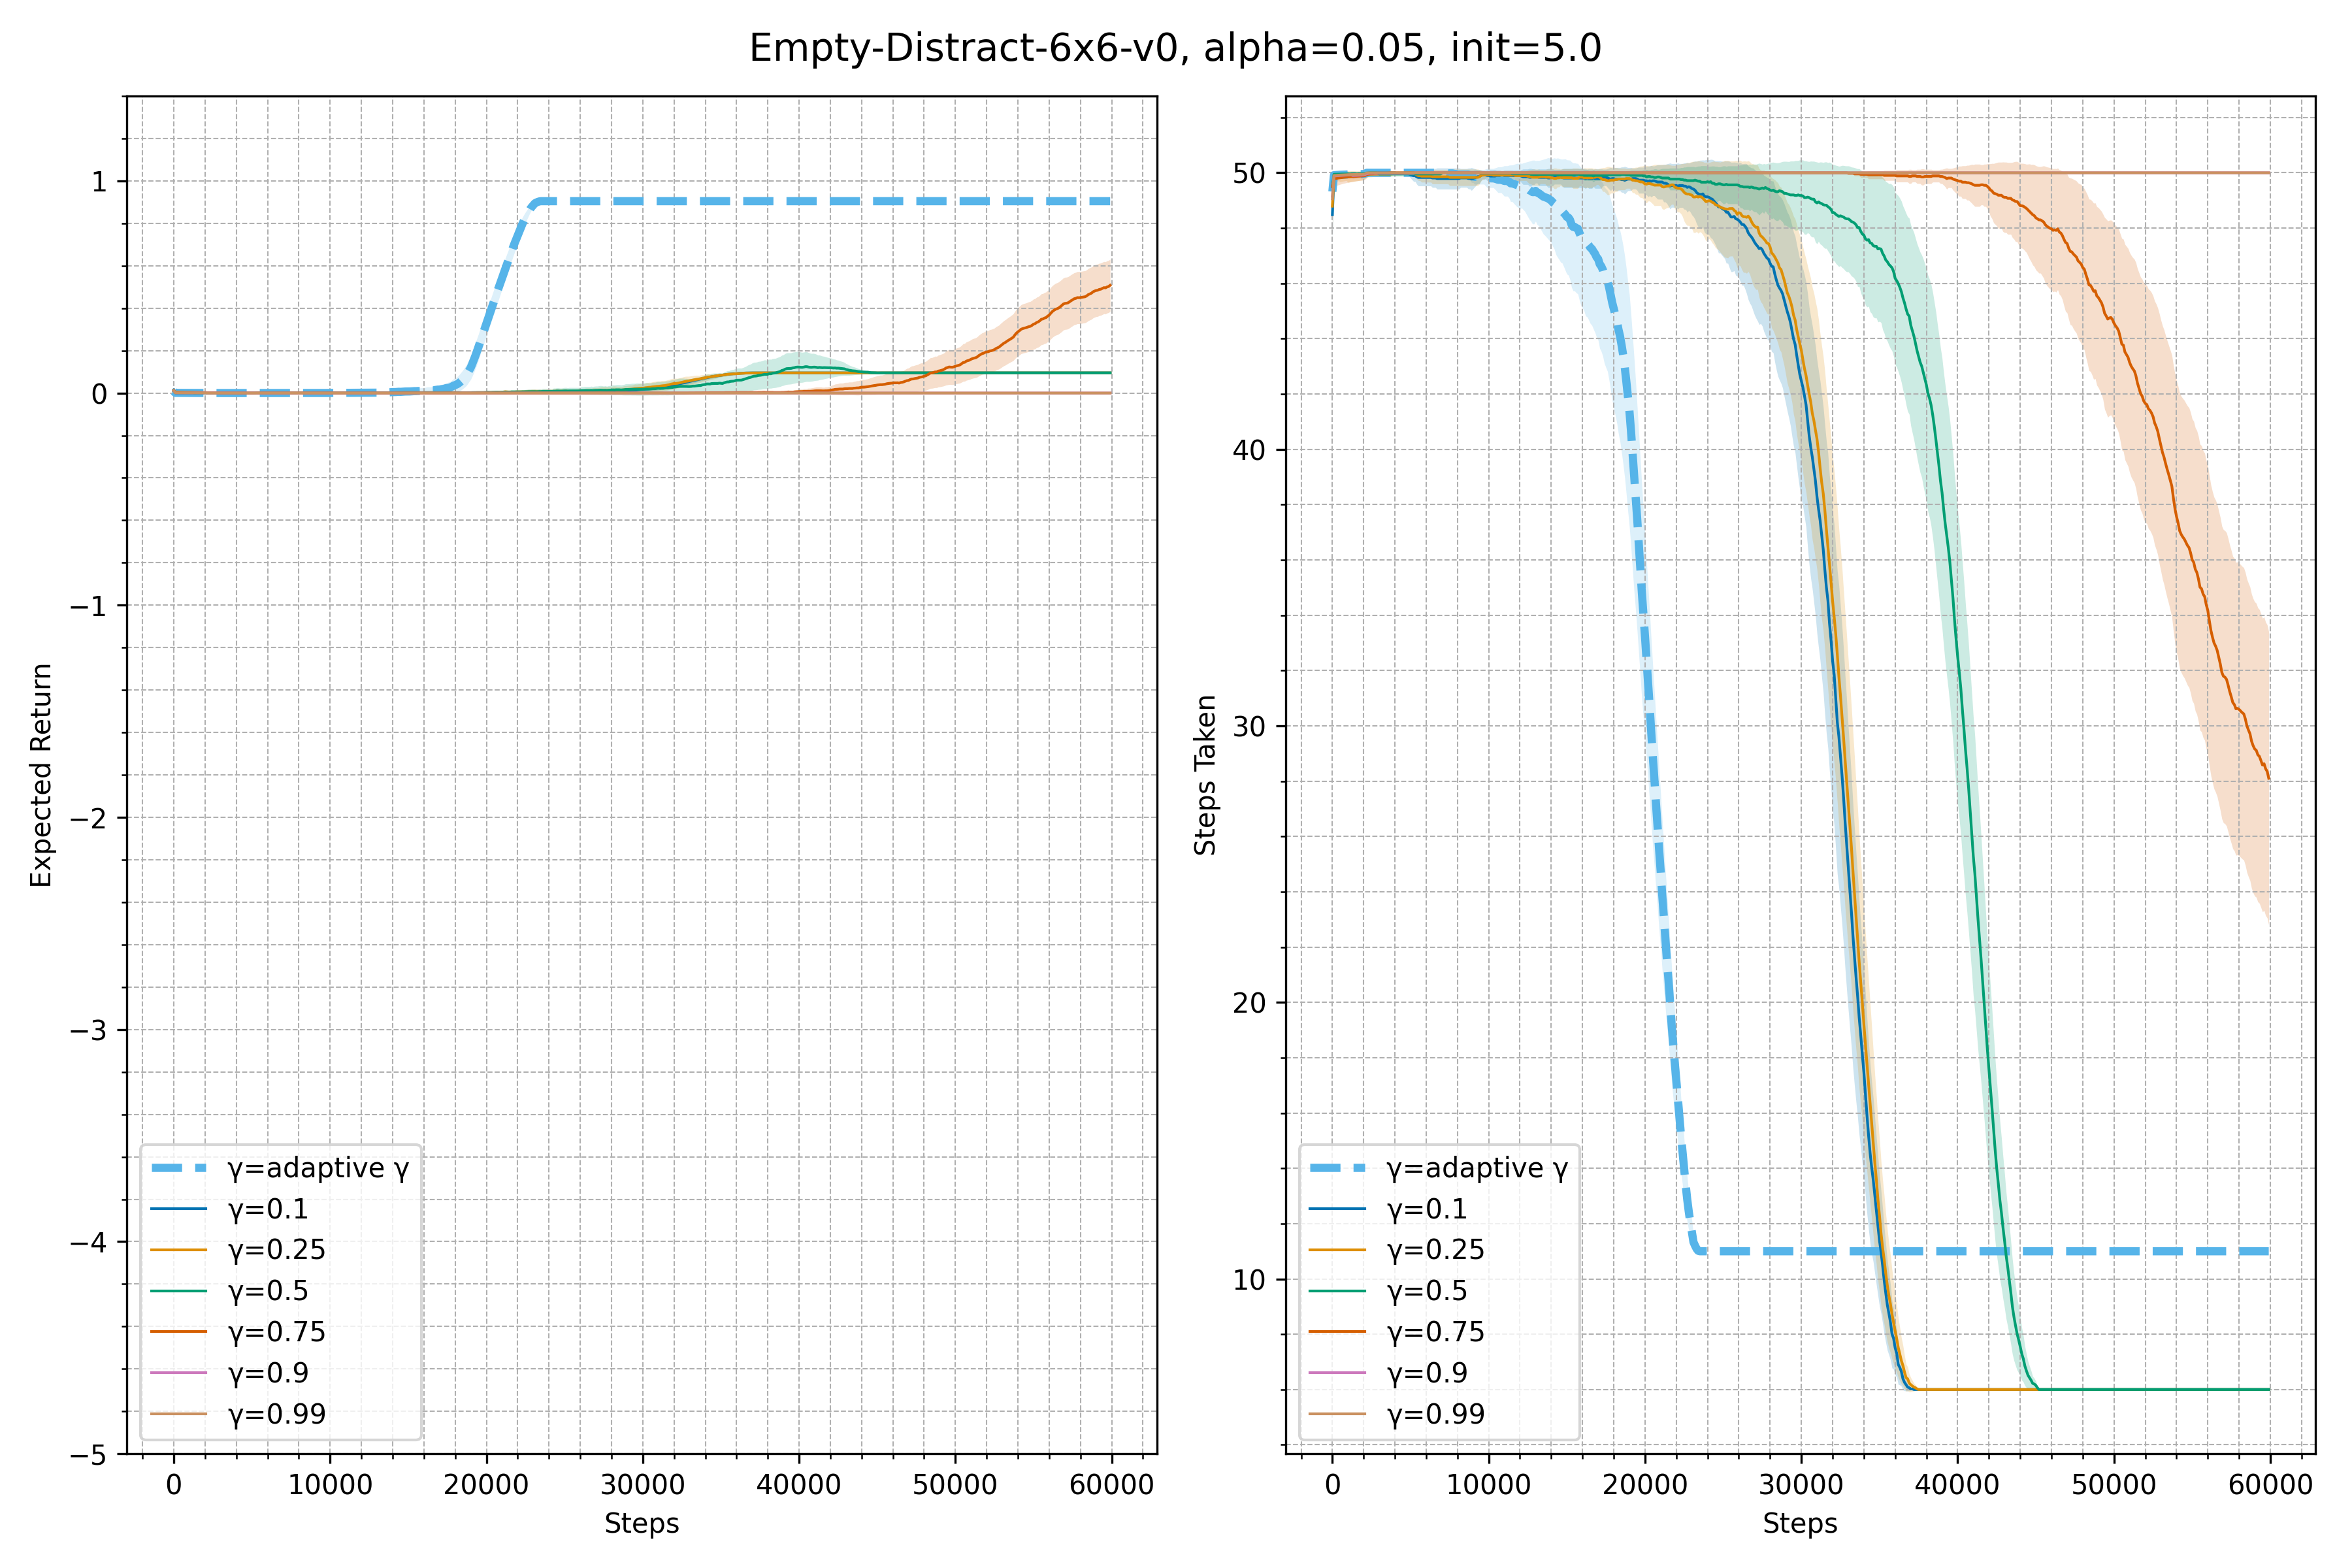 Empty-Distract-6x6-v0, alpha=0.05, init=5.0
Expected Return
1
0
−1
−2
−3
−4
−5
γ=adaptive γ
γ=0.1
γ=0.25
γ=0.5
γ=0.75
γ=0.9
γ=0.99
0 10000 20000 30000 40000 50000 60000
Steps
Steps Taken
50
40
30
20
10
γ=adaptive γ
γ=0.1
γ=0.25
γ=0.5
γ=0.75
γ=0.9
γ=0.99
0 10000 20000 30000 40000 50000 60000
Steps